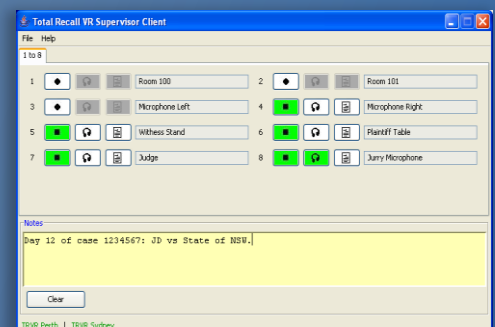 Total Recall VR Supervisor Client
File Help
1 to 8
1 Room 100 2 Room 101
3 Microphone Left 4 Microphone Right
5 Withess Stand 6 Plaintiff Table
7 Judge 8 Jurry Microphone
Notes
Day 12 of case 1234567: JD vs State of NSW.
Clear
TRVR Perth | TRVR Sydney